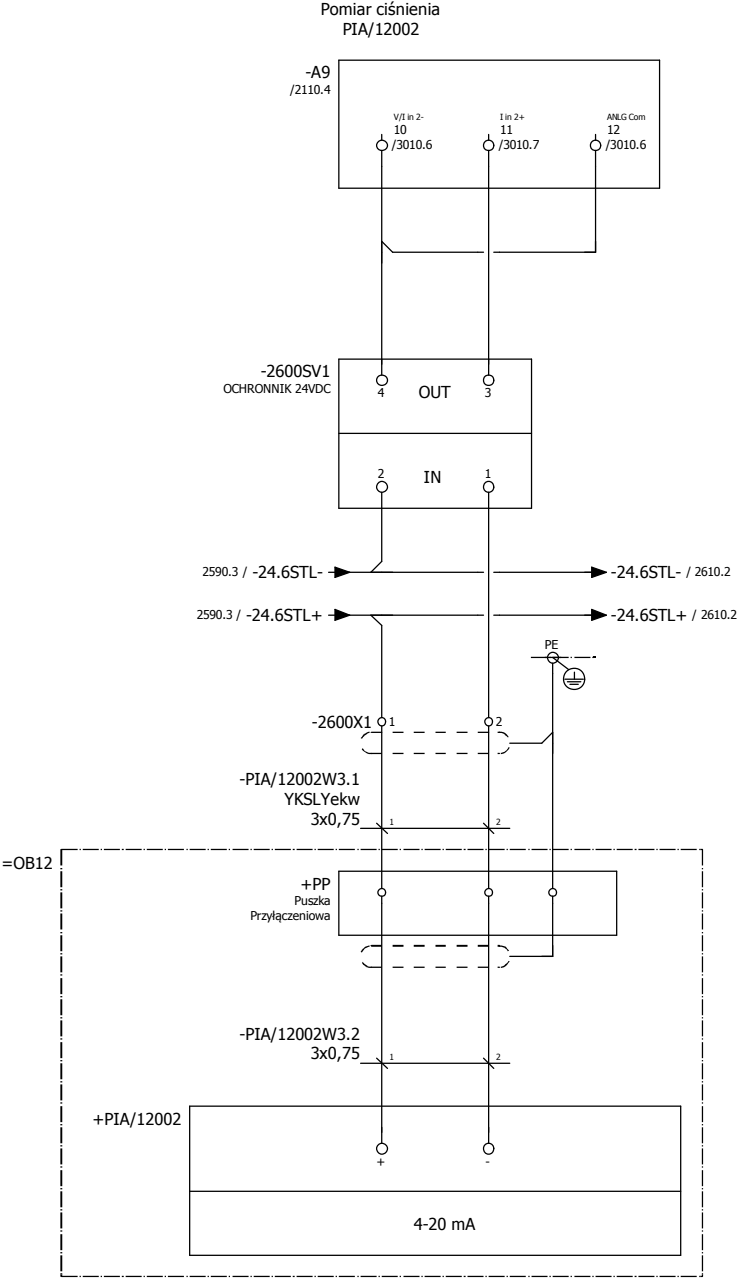 Pomiar ciśnienia
PIA/12002
-A9
/2110.4
V/I in 2-
10
/3010.6
I in 2+
11
/3010.7
ANLG Com
12
/3010.6
-2600SV1
OCHRONNIK 24VDC
4
OUT
3
2
IN
1
2590.3 / -24.6STL-
-24.6STL- / 2610.2
2590.3 / -24.6STL+
-24.6STL+ / 2610.2
PE
-2600X1
1
2
-PIA/12002W3.1
YKSLYekw
3x0,75
1
2
=OB12
+PP
Puszka
Przyłączeniowa
-PIA/12002W3.2
3x0,75
1
2
+PIA/12002
+
-
4-20 mA